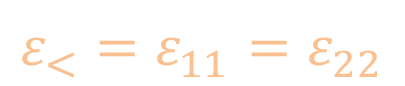 ε< = ε11 = ε22